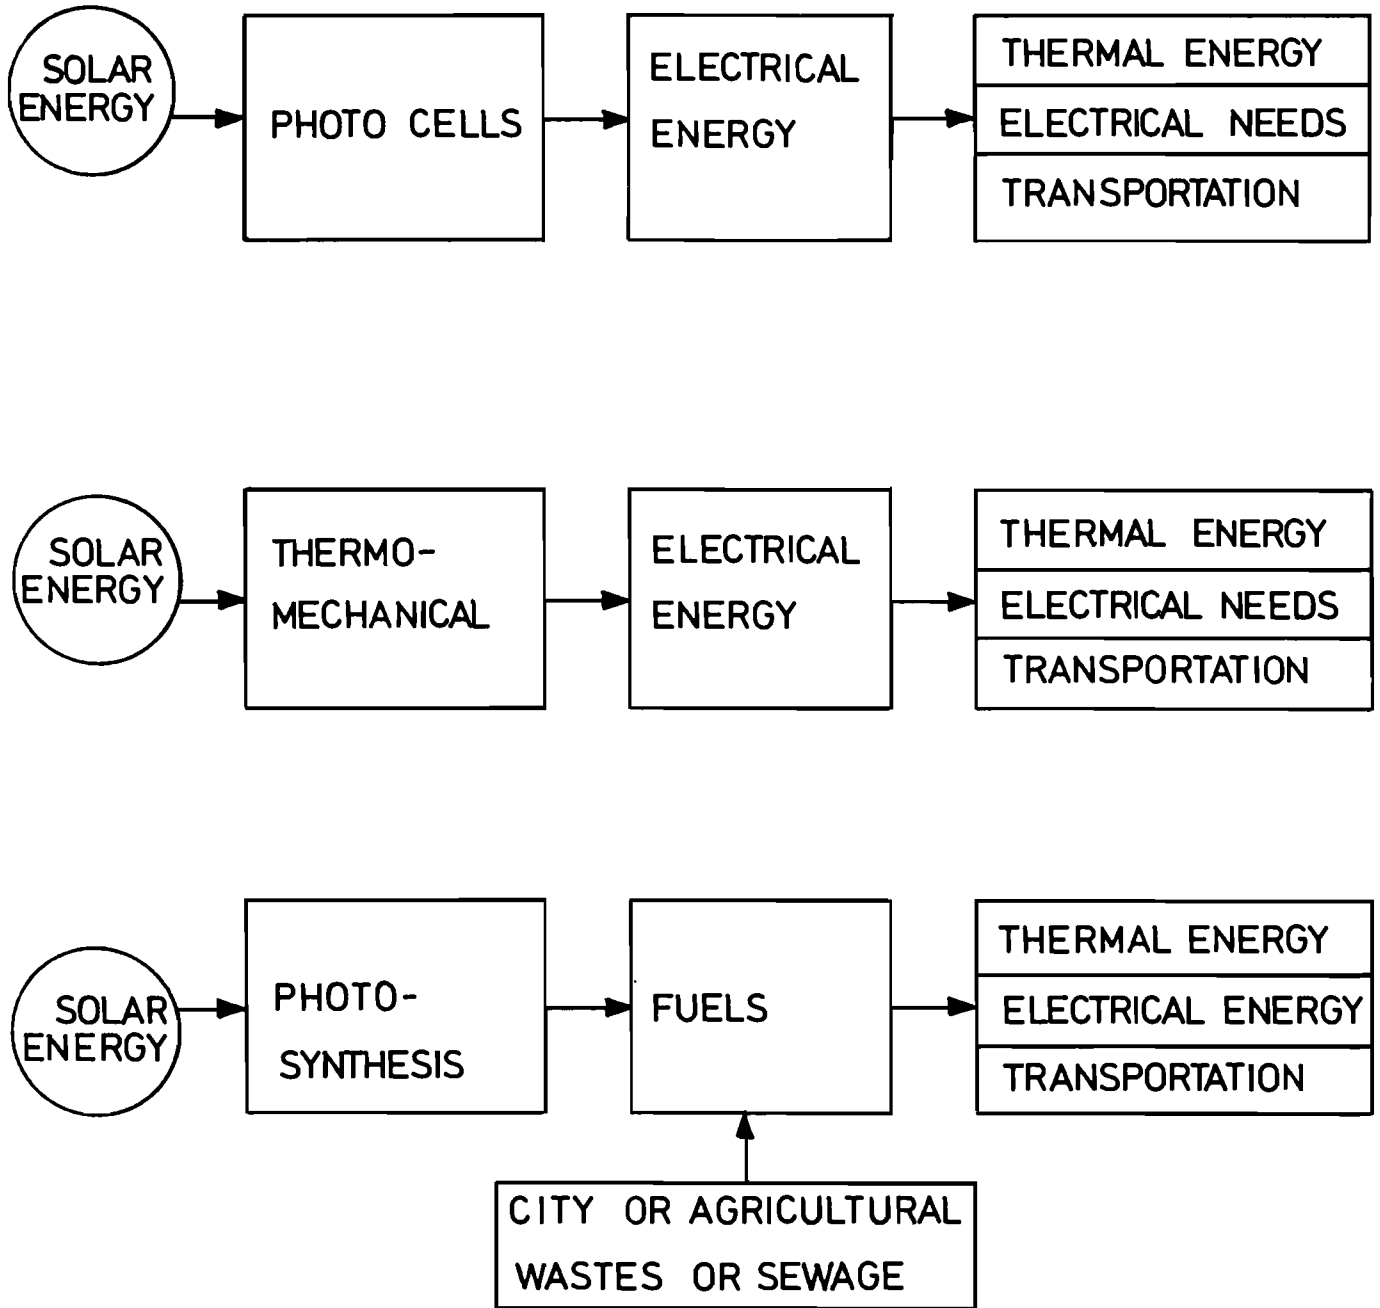 SOLAR
ENERGY
PHOTO CELLS
ELECTRICAL
ENERGY
THERMAL ENERGY
ELECTRICAL NEEDS
TRANSPORTATION
SOLAR
ENERGY
THERMO-
MECHANICAL
ELECTRICAL
ENERGY
THERMAL ENERGY
ELECTRICAL NEEDS
TRANSPORTATION
SOLAR
ENERGY
PHOTO-
SYNTHESIS
FUELS
THERMAL ENERGY
ELECTRICAL ENERGY
TRANSPORTATION
CITY OR AGRICULTURAL
WASTES OR SEWAGE